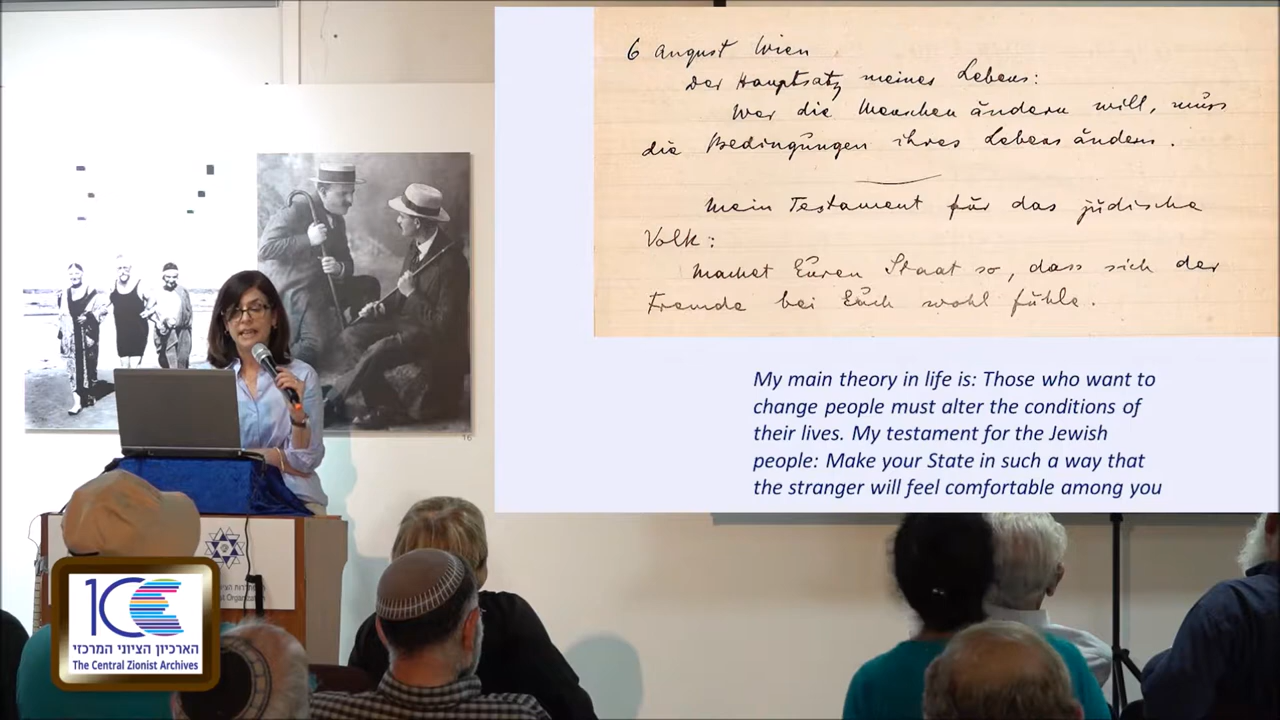 6 August Wien
Der Hauptsatz meines Lebens:
Wer die Menschen ändern will, muss
die Bedingungen ihres Lebens ändern.
Mein Testament für das jüdische
Volk:
Machet Euren Staat so, dass sich der
Fremde bei Euch wohl fühle.
My main theory in life is: Those who want to
change people must alter the conditions of
their lives. My testament for the Jewish
people: Make your State in such a way that
the stranger will feel comfortable among you
16
100
הארכיון הציוני המרכזי
The Central Zionist Archives